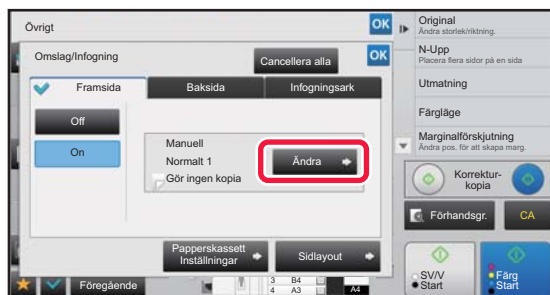 Övrigt
OK
Omslag/Infogning
Cancellera alla
OK
Framsida
Baksida
Infogningsark
Off
On
Manuell
Normalt 1
Gör ingen kopia
Ändra
Papperskassett
Inställningar
Sidlayout
Föregående
3 B4
4 A3
A4
Original
Ändra storlek/riktning.
N-Upp
Placera flera sidor på en sida
Utmatning
Färgläge
Marginalförskjutning
Ändra pos. för att skapa marg.
Korrektur-
kopia
Förhandsgr.
CA
SV/V
Start
Färg
Start